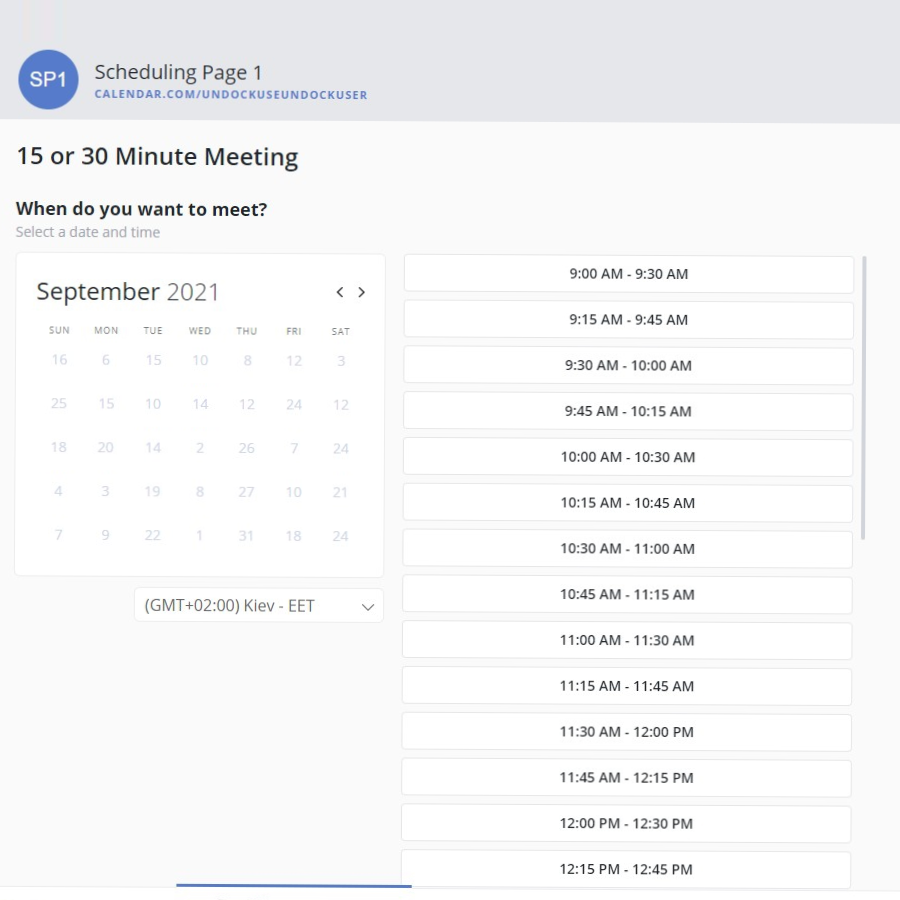 SP1
Scheduling Page 1
CALENDAR.COM/UNDOCKUSEUNDOCKUSER
15 or 30 Minute Meeting
When do you want to meet?
Select a date and time
September 2021 < >
SUN MON TUE WED THU FRI SAT
16 6 15 10 8 12 3
25 15 10 14 12 24 12
18 20 14 2 26 7 24
4 3 19 8 27 10 21
7 9 22 1 31 18 24
(GMT+02:00) Kiev - EET
9:00 AM - 9:30 AM
9:15 AM - 9:45 AM
9:30 AM - 10:00 AM
9:45 AM - 10:15 AM
10:00 AM - 10:30 AM
10:15 AM - 10:45 AM
10:30 AM - 11:00 AM
10:45 AM - 11:15 AM
11:00 AM - 11:30 AM
11:15 AM - 11:45 AM
11:30 AM - 12:00 PM
11:45 AM - 12:15 PM
12:00 PM - 12:30 PM
12:15 PM - 12:45 PM